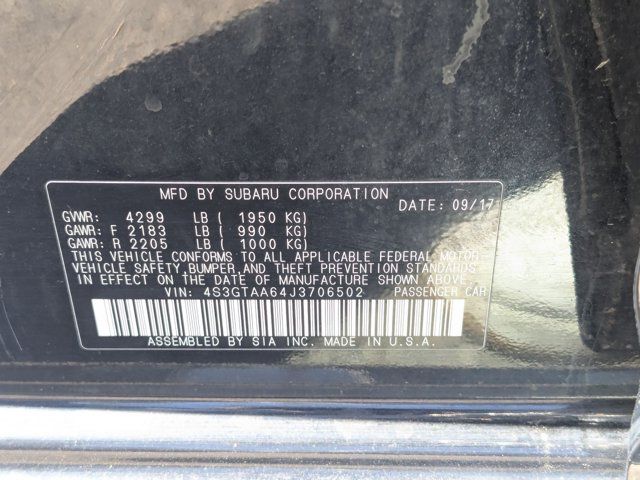 MFD BY SUBARU CORPORATION
DATE: 09/17
GVWR: 4299 LB ( 1950 KG)
GAWR: F 2183 LB ( 990 KG)
GAWR: R 2205 LB ( 1000 KG)
THIS VEHICLE CONFORMS TO ALL APPLICABLE FEDERAL MOTOR
VEHICLE SAFETY, BUMPER, AND THEFT PREVENTION STANDARDS
IN EFFECT ON THE DATE OF MANUFACTURE SHOWN ABOVE.
VIN: 4S3GTAA64J3706502 PASSENGER CAR
ASSEMBLED BY SIA INC. MADE IN U.S.A.